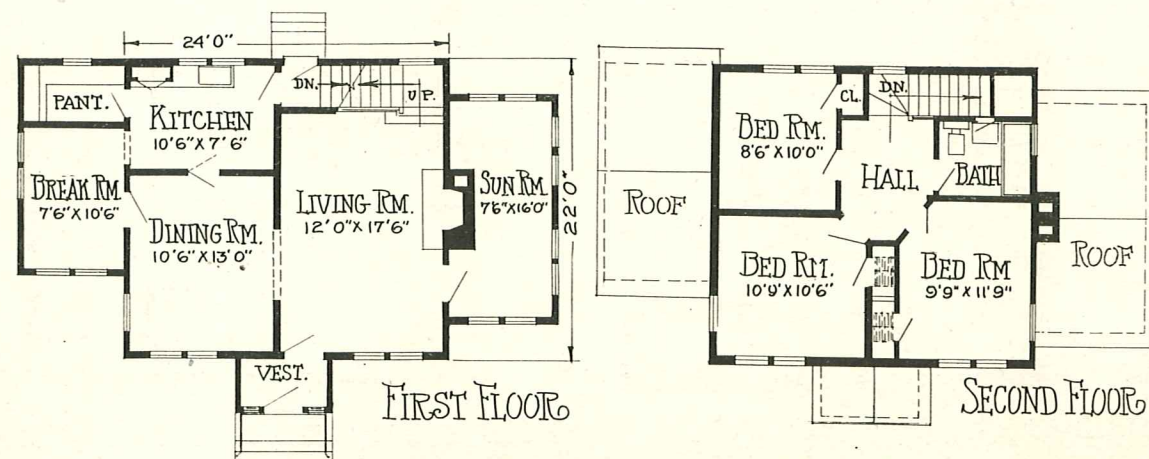 24'0"
PANT.
KITCHEN
10'6" X 7'6"
DN.
UP.
BREAK RM.
7'6" X 10'6"
DINING RM.
10'6" X 13'0"
LIVING RM.
12'0" X 17'6"
SUN RM.
7'6" X 16'0"
22'0"
VEST.
FIRST FLOOR
ROOF
BED RM.
8'6" X 10'0"
CL.
DN.
HALL
BATH
BED RM.
10'9" X 10'6"
BED RM
9'9" X 11'9"
ROOF
SECOND FLOOR